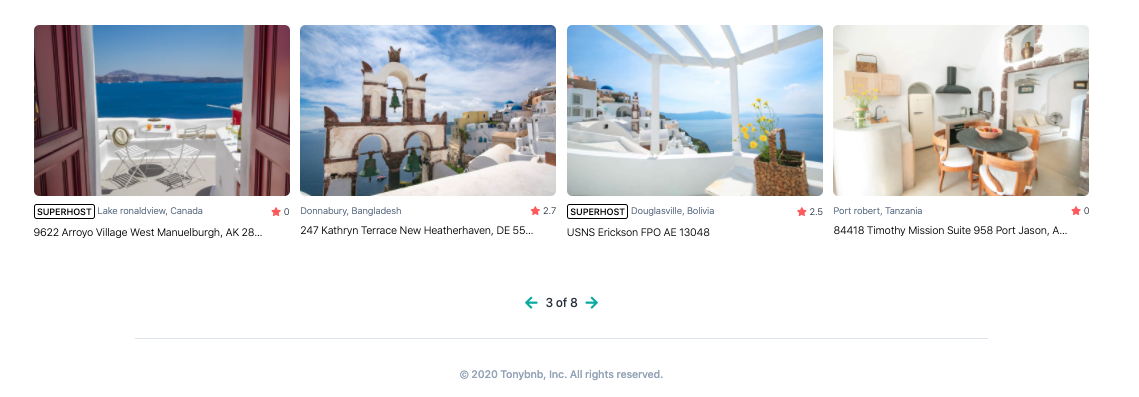 SUPERHOST Lake ronaldview, Canada 0
9622 Arroyo Village West Manuelburgh, AK 28...
Donnabury, Bangladesh 2.7
247 Kathryn Terrace New Heatherhaven, DE 55...
SUPERHOST Douglasville, Bolivia 2.5
USNS Erickson FPO AE 13048
Port robert, Tanzania 0
84418 Timothy Mission Suite 958 Port Jason, A...
3 of 8
© 2020 Tonybnb, Inc. All rights reserved.